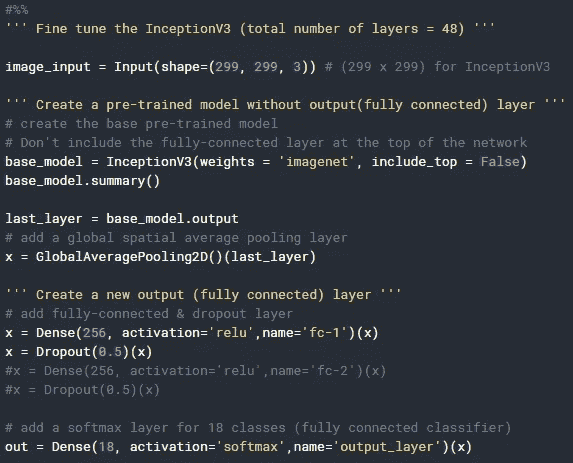 #%%
''' Fine tune the InceptionV3 (total number of layers = 48) '''
image_input = Input(shape=(299, 299, 3)) # (299 x 299) for InceptionV3
''' Create a pre-trained model without output(fully connected) layer '''
# create the base pre-trained model
# Don't include the fully-connected layer at the top of the network
base_model = InceptionV3(weights = 'imagenet', include_top = False)
base_model.summary()
last_layer = base_model.output
# add a global spatial average pooling layer
x = GlobalAveragePooling2D()(last_layer)
''' Create a new output (fully connected) layer '''
# add fully-connected & dropout layer
x = Dense(256, activation='relu',name='fc-1')(x)
x = Dropout(0.5)(x)
#x = Dense(256, activation='relu',name='fc-2')(x)
#x = Dropout(0.5)(x)
# add a softmax layer for 18 classes (fully connected classifier)
out = Dense(18, activation='softmax',name='output_layer')(x)